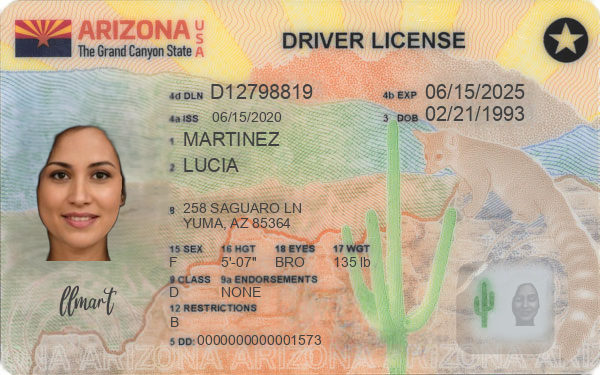 ARIZONA USA
The Grand Canyon State
DRIVER LICENSE
4d DLN D12798819
4b EXP 06/15/2025
4a ISS 06/15/2020
3 DOB 02/21/1993
1 MARTINEZ
2 LUCIA
8 258 SAGUARO LN
YUMA, AZ 85364
15 SEX 16 HGT 18 EYES 17 WGT
F 5'-07" BRO 135 lb
9 CLASS 9a ENDORSEMENTS
D NONE
12 RESTRICTIONS
B
5 DD: 0000000000001573
ARIZONA ARIZONA ARIZONA ARIZONA